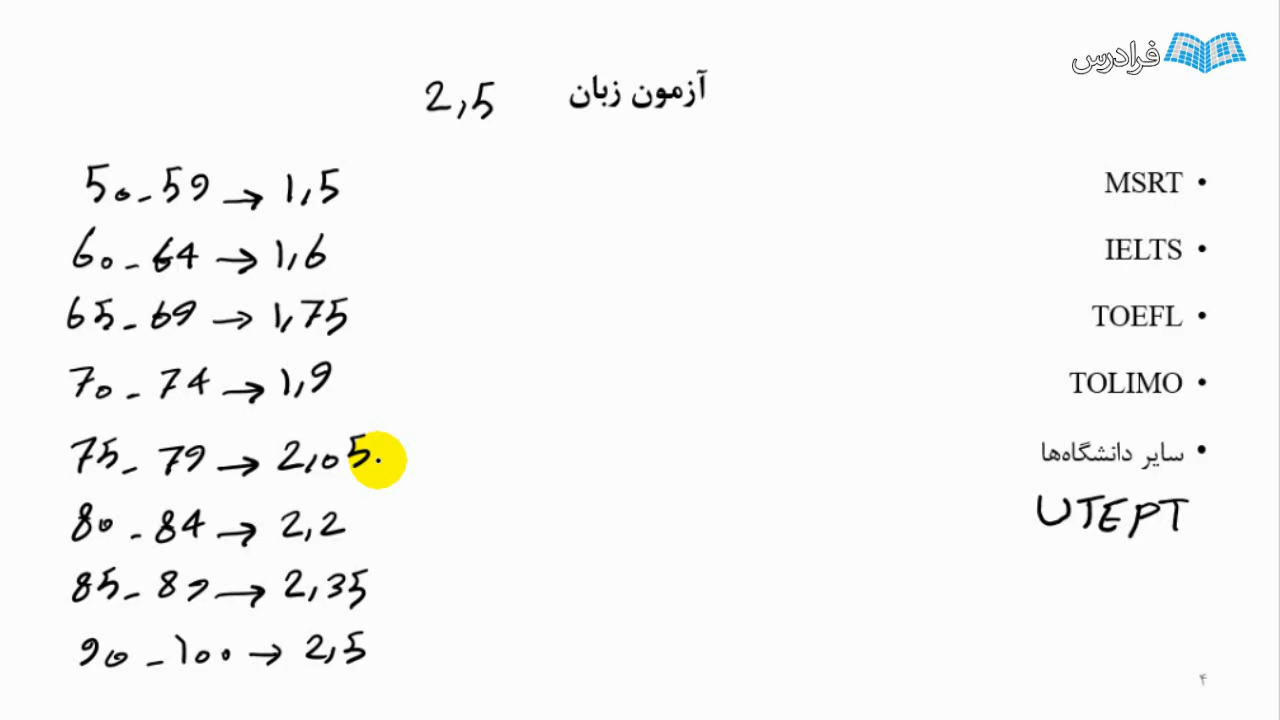 فرادرس
آزمون زبان 2,5
MSRT •
IELTS •
TOEFL •
TOLIMO •
سایر دانشگاه‌ها •
UTEPT
50-59 → 1,5
60-64 → 1,6
65-69 → 1,75
70-74 → 1,9
75-79 → 2,05
80-84 → 2,2
85-89 → 2,35
90-100 → 2,5
۴